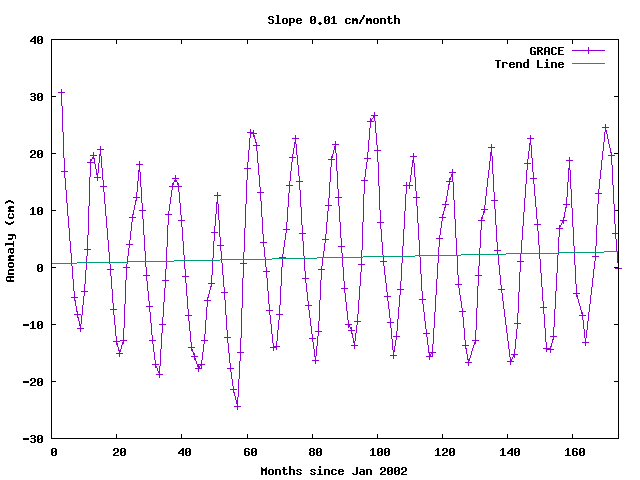 Slope 0.01 cm/month
GRACE
Trend Line
Anomaly (cm)
40
30
20
10
0
-10
-20
-30
0 20 40 60 80 100 120 140 160
Months since Jan 2002